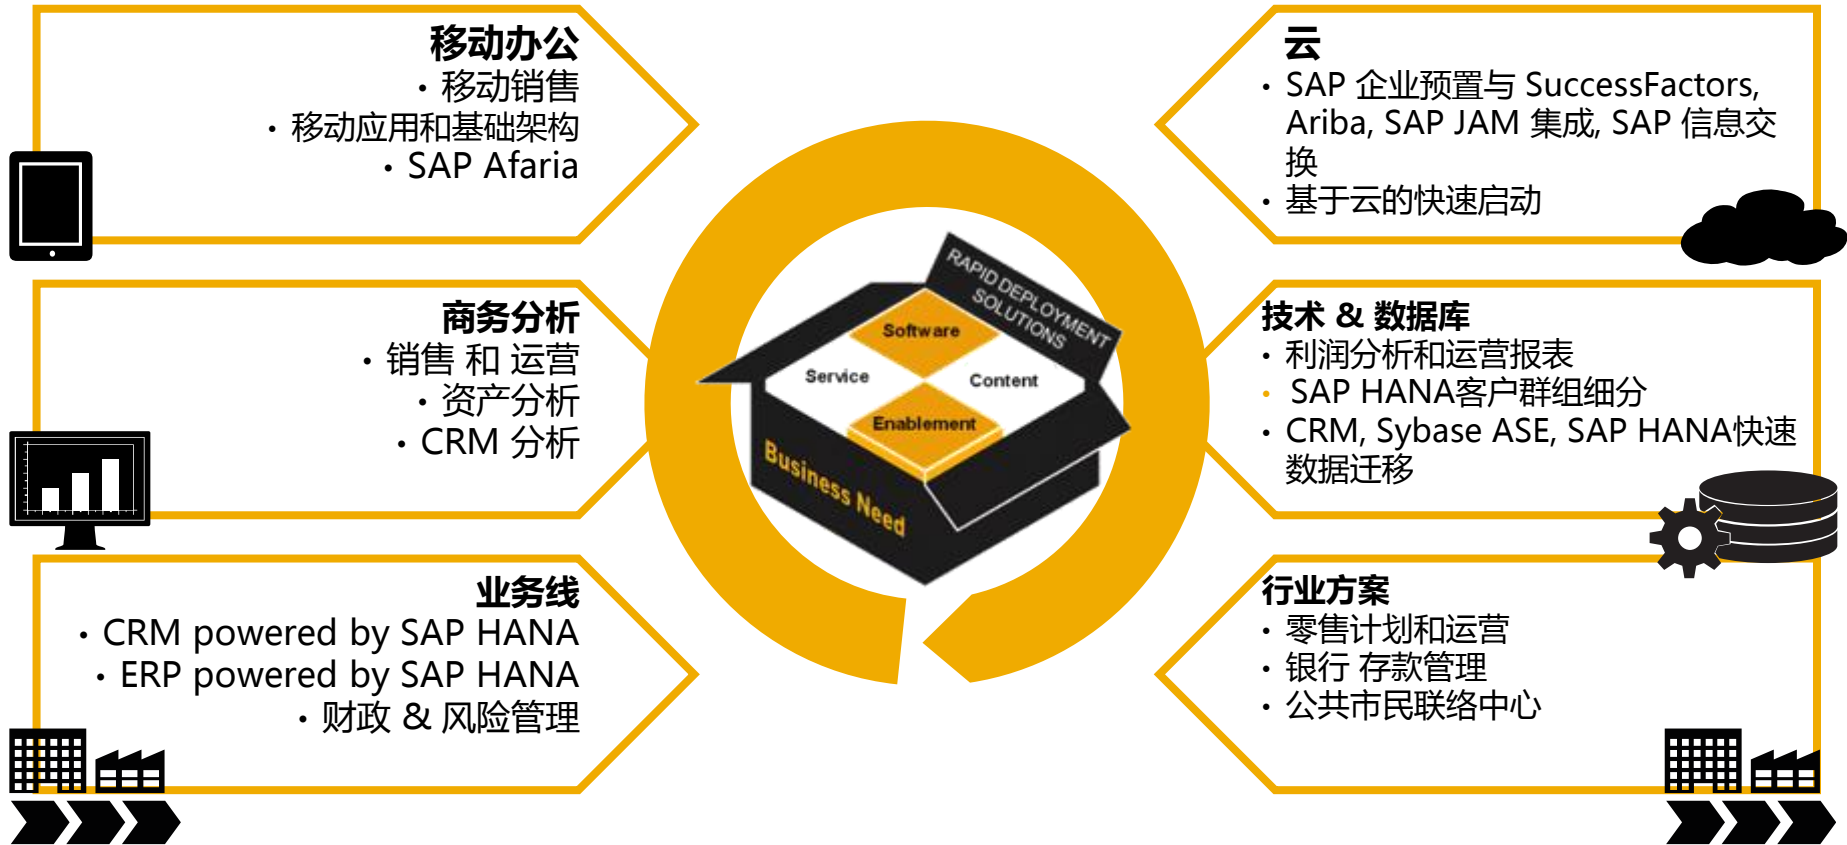 移动办公
• 移动销售
• 移动应用和基础架构
• SAP Afaria
商务分析
• 销售 和 运营
• 资产分析
• CRM 分析
业务线
• CRM powered by SAP HANA
• ERP powered by SAP HANA
• 财政 & 风险管理
RAPID DEPLOYMENT
SOLUTIONS
Software
Service
Content
Enablement
Business Need
云
• SAP 企业预置与 SuccessFactors,
Ariba, SAP JAM 集成, SAP 信息交
换
• 基于云的快速启动
技术 & 数据库
• 利润分析和运营报表
• SAP HANA客户群组细分
• CRM, Sybase ASE, SAP HANA快速
数据迁移
行业方案
• 零售计划和运营
• 银行 存款管理
• 公共市民联络中心